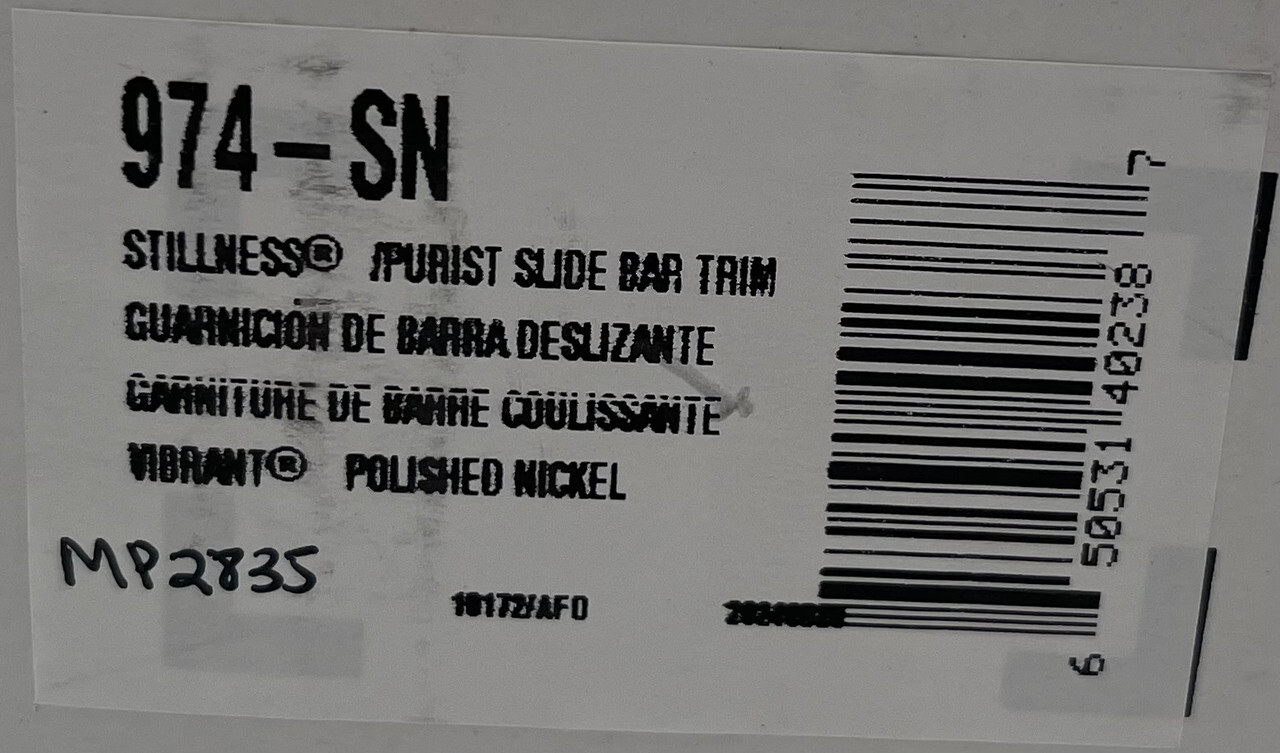 974-SN
STILLNESS® /PURIST SLIDE BAR TRIM
GUARNICION DE BARRA DESLIZANTE
GARNITURE DE BARRE COULISSANTE
VIBRANT® POLISHED NICKEL
MP2835
10172/AFO
6 50531 40238 7